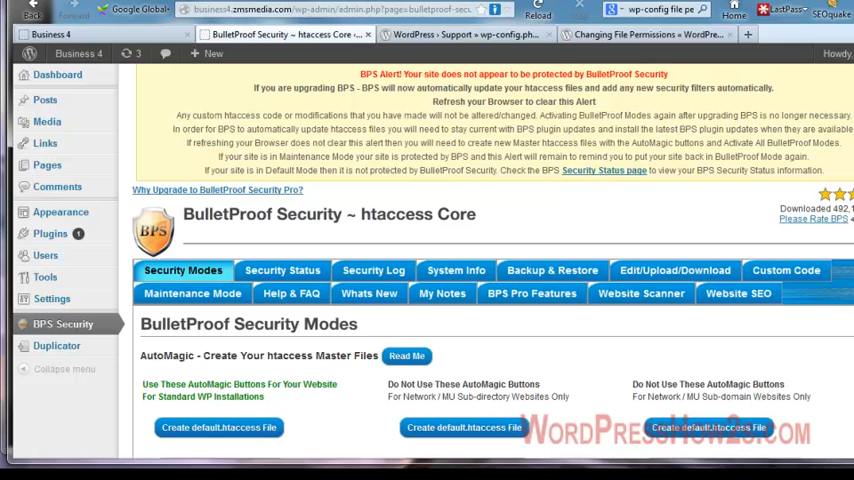 Back
Forward
Google Global
business4.zmsmedia.com/wp-admin/admin.php?page=bulletproof-sec
Reload
Stop
wp-config file pe
Home
LastPass
SEOquake
Business 4
BulletProof Security ~ htaccess Core ‹...
WordPress › Support » wp-config.ph...
Changing File Permissions « WordPress...
Business 4
3
+ New
Howdy,
Dashboard
Posts
Media
Links
Pages
Comments
Appearance
Plugins 1
Users
Tools
Settings
BPS Security
Duplicator
Collapse menu
BPS Alert! Your site does not appear to be protected by BulletProof Security
If you are upgrading BPS - BPS will now automatically update your htaccess files and add any new security filters automatically.
Refresh your Browser to clear this Alert
Any custom htaccess code or modifications that you have made will not be altered/changed. Activating BulletProof Modes again after upgrading BPS is no longer necessary.
In order for BPS to automatically update htaccess files you will need to stay current with BPS plugin updates and install the latest BPS plugin updates when they are available
If refreshing your Browser does not clear this alert then you will need to create new Master htaccess files with the AutoMagic buttons and Activate All BulletProof Modes.
If your site is in Maintenance Mode your site is protected by BPS and this Alert will remain to remind you to put your site back in BulletProof Mode again.
If your site is in Default Mode then it is not protected by BulletProof Security. Check the BPS Security Status page to view your BPS Security Status information.
Why Upgrade to BulletProof Security Pro?
BPS
BulletProof Security ~ htaccess Core
Downloaded 492,1
Please Rate BPS
Security Modes
Security Status
Security Log
System Info
Backup & Restore
Edit/Upload/Download
Custom Code
Maintenance Mode
Help & FAQ
Whats New
My Notes
BPS Pro Features
Website Scanner
Website SEO
BulletProof Security Modes
AutoMagic - Create Your htaccess Master Files
Read Me
Use These AutoMagic Buttons For Your Website
For Standard WP Installations
Do Not Use These AutoMagic Buttons
For Network / MU Sub-directory Websites Only
Do Not Use These AutoMagic Buttons
For Network / MU Sub-domain Websites Only
Create default.htaccess File
Create default.htaccess File
Create default.htaccess File
WordPressHow2s.COM